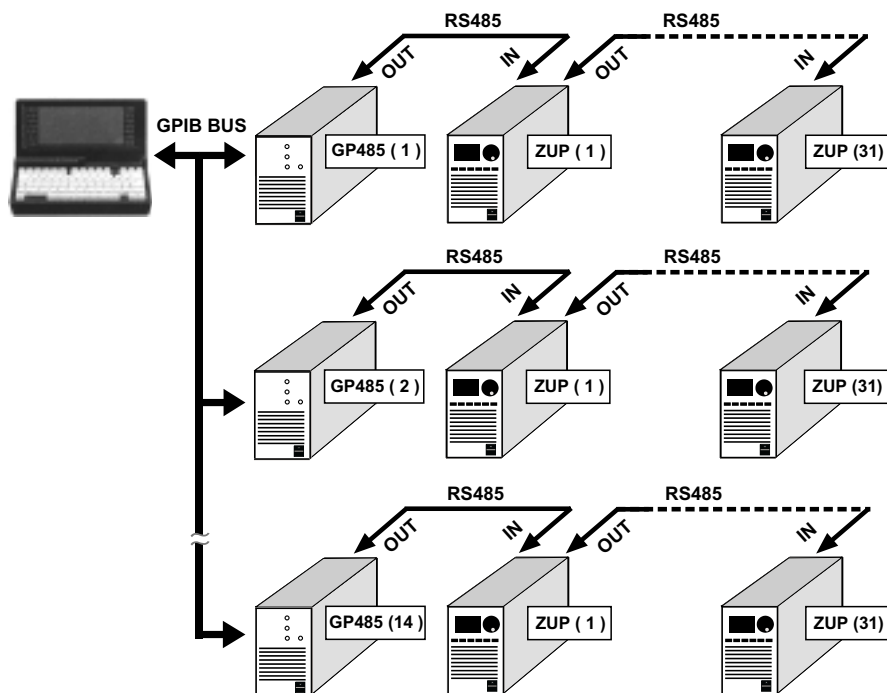 RS485 RS485
OUT IN OUT IN
GPIB BUS
GP485 ( 1 ) ZUP ( 1 ) ZUP (31)
RS485 RS485
OUT IN OUT IN
GP485 ( 2 ) ZUP ( 1 ) ZUP (31)
RS485 RS485
OUT IN OUT IN
GP485 (14 ) ZUP ( 1 ) ZUP (31)